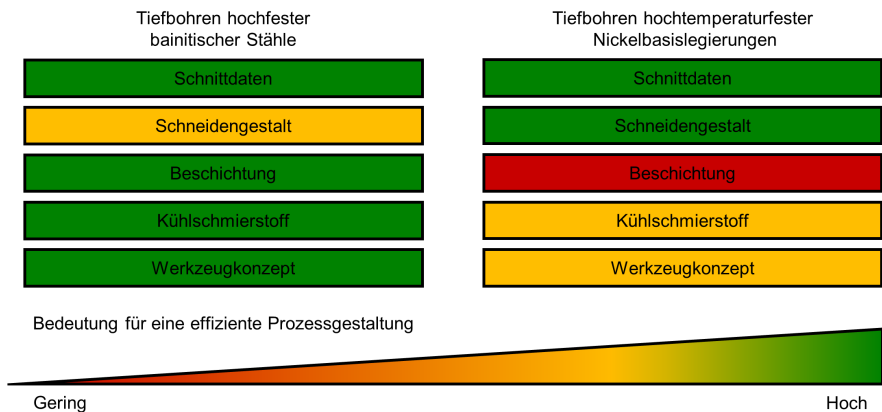 Tiefbohren hochfester
bainitischer Stähle
Schnittdaten
Schneidengestalt
Beschichtung
Kühlschmierstoff
Werkzeugkonzept
Tiefbohren hochtemperaturfester
Nickelbasislegierungen
Schnittdaten
Schneidengestalt
Beschichtung
Kühlschmierstoff
Werkzeugkonzept
Bedeutung für eine effiziente Prozessgestaltung
Gering
Hoch